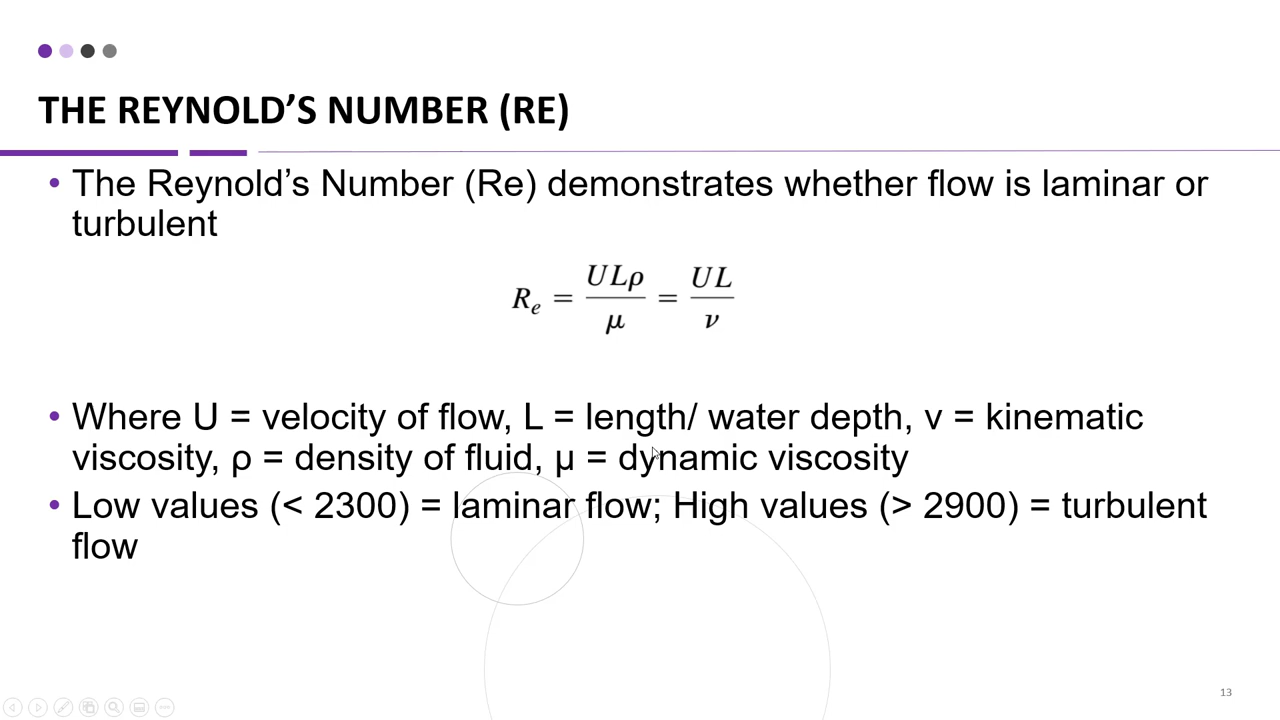 THE REYNOLD’S NUMBER (RE)
• The Reynold’s Number (Re) demonstrates whether flow is laminar or
turbulent
R_e = ULρ/μ = UL/ν
• Where U = velocity of flow, L = length/ water depth, v = kinematic
viscosity, ρ = density of fluid, μ = dynamic viscosity
• Low values (< 2300) = laminar flow; High values (> 2900) = turbulent
flow
13